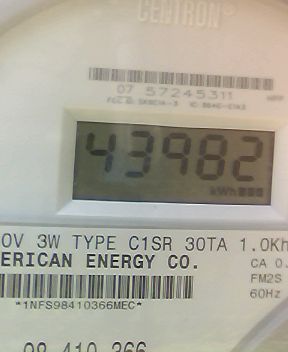 CENTRON®
07 57245311
43982
kWh
0V 3W TYPE C1SR 30TA 1.0Kh
ERICAN ENERGY CO.
CA 0.
FM2S
60Hz
*1NFS98410366MEC*
98 410 366